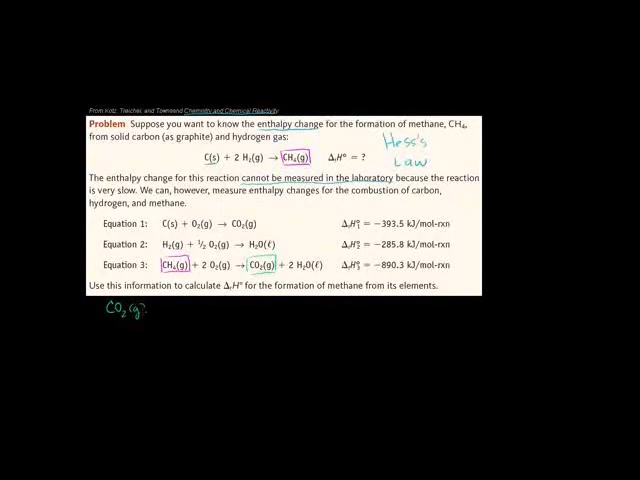 From Kotz, Treichel, and Townsend Chemistry and Chemical Reactivity
Problem Suppose you want to know the enthalpy change for the formation of methane, CH₄,
from solid carbon (as graphite) and hydrogen gas:
Hess's
Law
C(s) + 2 H₂(g) → CH₄(g) ΔᵣH° = ?
The enthalpy change for this reaction cannot be measured in the laboratory because the reaction
is very slow. We can, however, measure enthalpy changes for the combustion of carbon,
hydrogen, and methane.
Equation 1: C(s) + O₂(g) → CO₂(g) ΔᵣH°₁ = −393.5 kJ/mol-rxn
Equation 2: H₂(g) + ½ O₂(g) → H₂O(ℓ) ΔᵣH°₂ = −285.8 kJ/mol-rxn
Equation 3: CH₄(g) + 2 O₂(g) → CO₂(g) + 2 H₂O(ℓ) ΔᵣH°₃ = −890.3 kJ/mol-rxn
Use this information to calculate ΔᵣH° for the formation of methane from its elements.
CO₂(g)